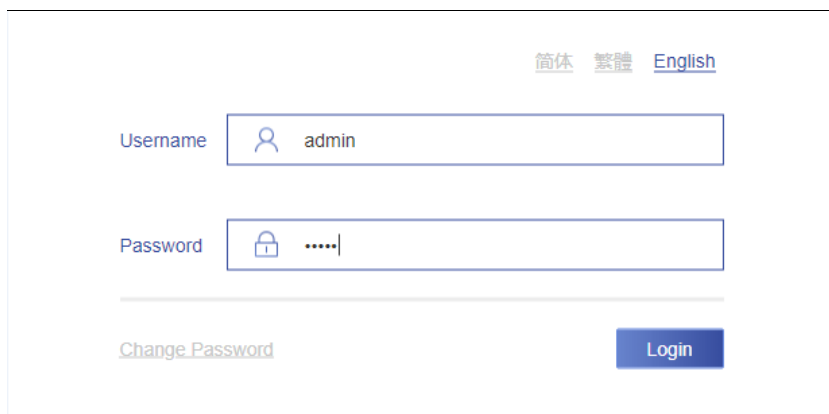 简体 繁體 English
Username admin
Password •••••
Change Password Login